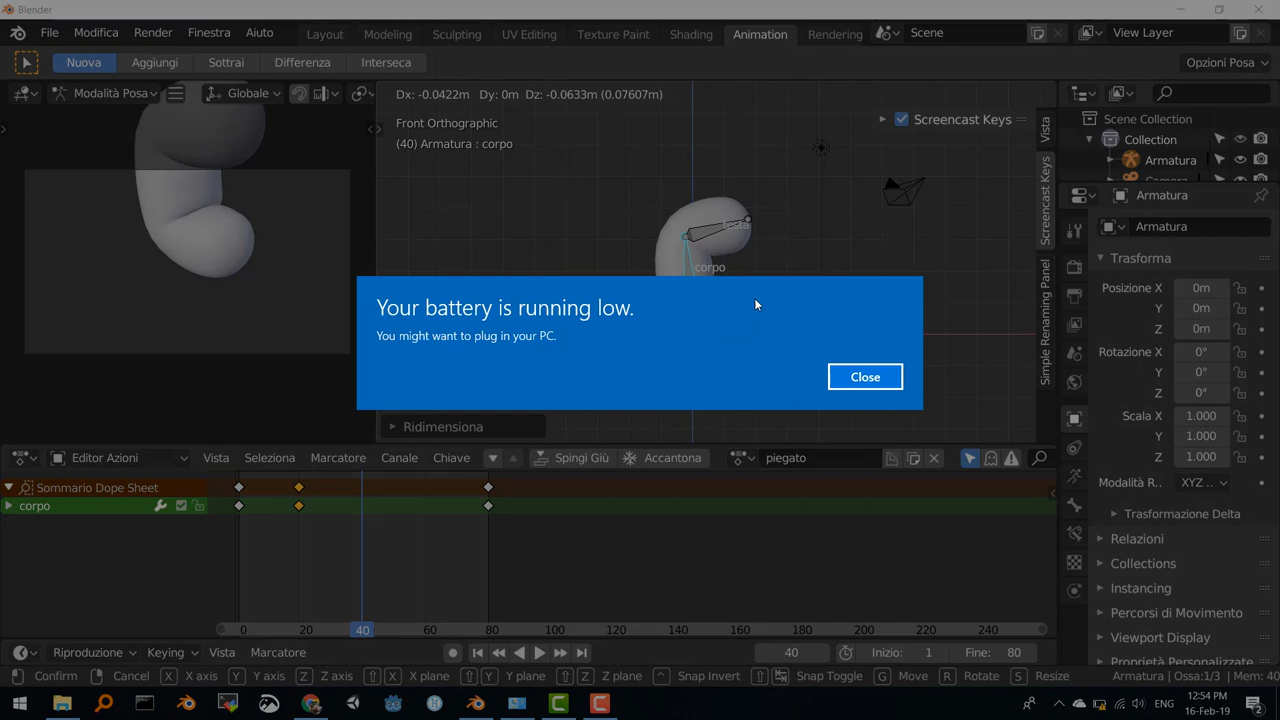 Blender
File Modifica Render Finestra Aiuto Layout Modeling Sculpting UV Editing Texture Paint Shading Animation Rendering Scene View Layer
Nuova Aggiungi Sottrai Differenza Interseca Opzioni Posa
Modalità Posa Globale
Dx: -0.0422m Dy: 0m Dz: -0.0633m (0.07607m)
Front Orthographic
(40) Armatura : corpo
Screencast Keys
testa
corpo
Vista
Screencast Keys
Simple Renaming Panel
Scene Collection
Collection
Armatura
Armatura
Armatura
Trasforma
Posizione X 0m
Y 0m
Z 0m
Rotazione X 0°
Y 0°
Z 0°
Scala X 1.000
Y 1.000
Z 1.000
Modalità R.. XYZ ..
Trasformazione Delta
Relazioni
Collections
Instancing
Percorsi di Movimento
Viewport Display
Proprietà Personalizzate
Your battery is running low.
You might want to plug in your PC.
Close
Ridimensiona
Editor Azioni Vista Seleziona Marcatore Canale Chiave Spingi Giù Accantona piegato
Sommario Dope Sheet
corpo
0 20 40 60 80 100 120 140 160 180 200 220 240
Riproduzione Keying Vista Marcatore 40 Inizio: 1 Fine: 80
Confirm Cancel X X axis Y Y axis Z Z axis X X plane Y Y plane Z Z plane Snap Invert Snap Toggle G Move R Rotate S Resize Armatura | Ossa:1/3 | Mem: 40
ENG 12:54 PM
16-Feb-19
2